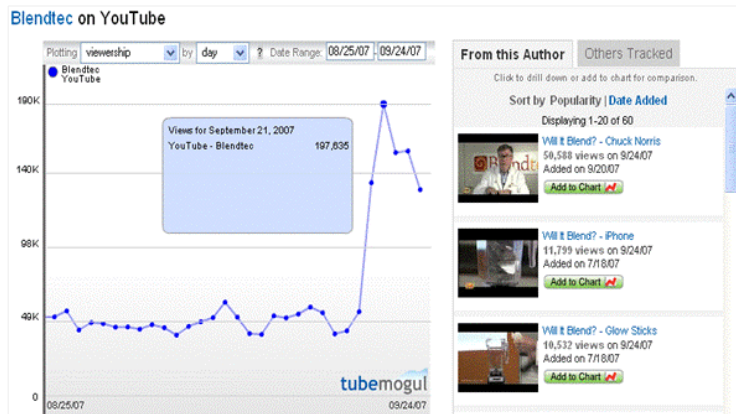 Blendtec on YouTube
Plotting viewership by day ? Date Range: 08/25/07 - 09/24/07
Blendtec
YouTube
190K
140K
98K
49K
0
08/25/07
09/24/07
Views for September 21, 2007
YouTube - Blendtec 197,635
tubemogul
From this Author Others Tracked
Click to drill down or add to chart for comparison.
Sort by Popularity | Date Added
Displaying 1-20 of 60
Will It Blend? - Chuck Norris
50,588 views on 9/24/07
Added on 9/20/07
Add to Chart
Will It Blend? - iPhone
11,799 views on 9/24/07
Added on 7/18/07
Add to Chart
Will It Blend? - Glow Sticks
10,532 views on 9/24/07
Added on 7/18/07
Add to Chart